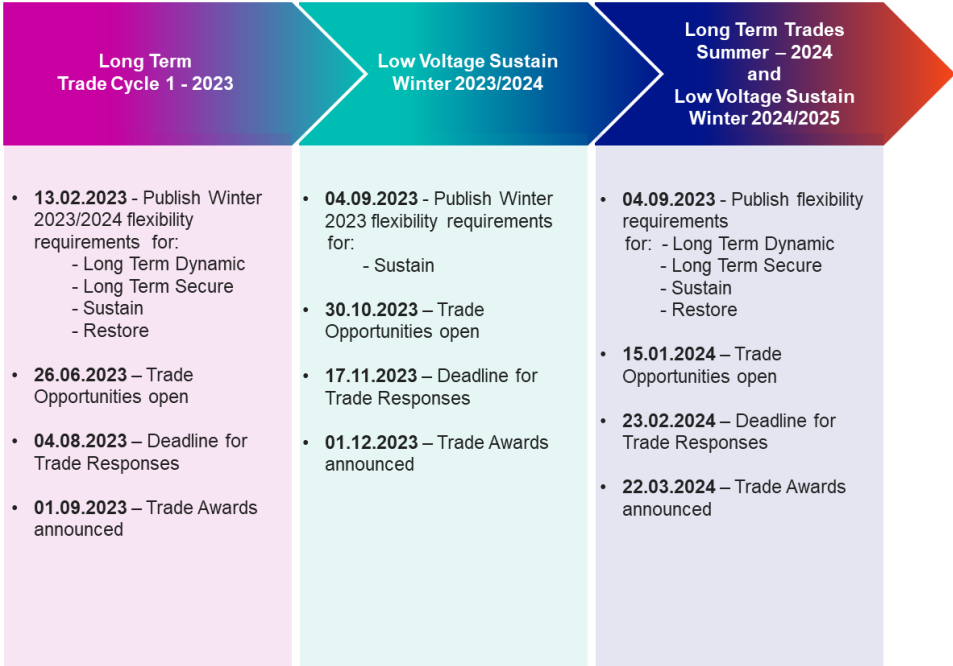 Long Term
Trade Cycle 1 - 2023
Low Voltage Sustain
Winter 2023/2024
Long Term Trades
Summer – 2024
and
Low Voltage Sustain
Winter 2024/2025
• 13.02.2023 - Publish Winter
2023/2024 flexibility
requirements for:
- Long Term Dynamic
- Long Term Secure
- Sustain
- Restore
• 26.06.2023 – Trade
Opportunities open
• 04.08.2023 – Deadline for
Trade Responses
• 01.09.2023 – Trade Awards
announced
• 04.09.2023 - Publish Winter
2023 flexibility requirements
for:
- Sustain
• 30.10.2023 – Trade
Opportunities open
• 17.11.2023 – Deadline for
Trade Responses
• 01.12.2023 – Trade Awards
announced
• 04.09.2023 - Publish flexibility
requirements
for: - Long Term Dynamic
- Long Term Secure
- Sustain
- Restore
• 15.01.2024 – Trade
Opportunities open
• 23.02.2024 – Deadline for
Trade Responses
• 22.03.2024 – Trade Awards
announced